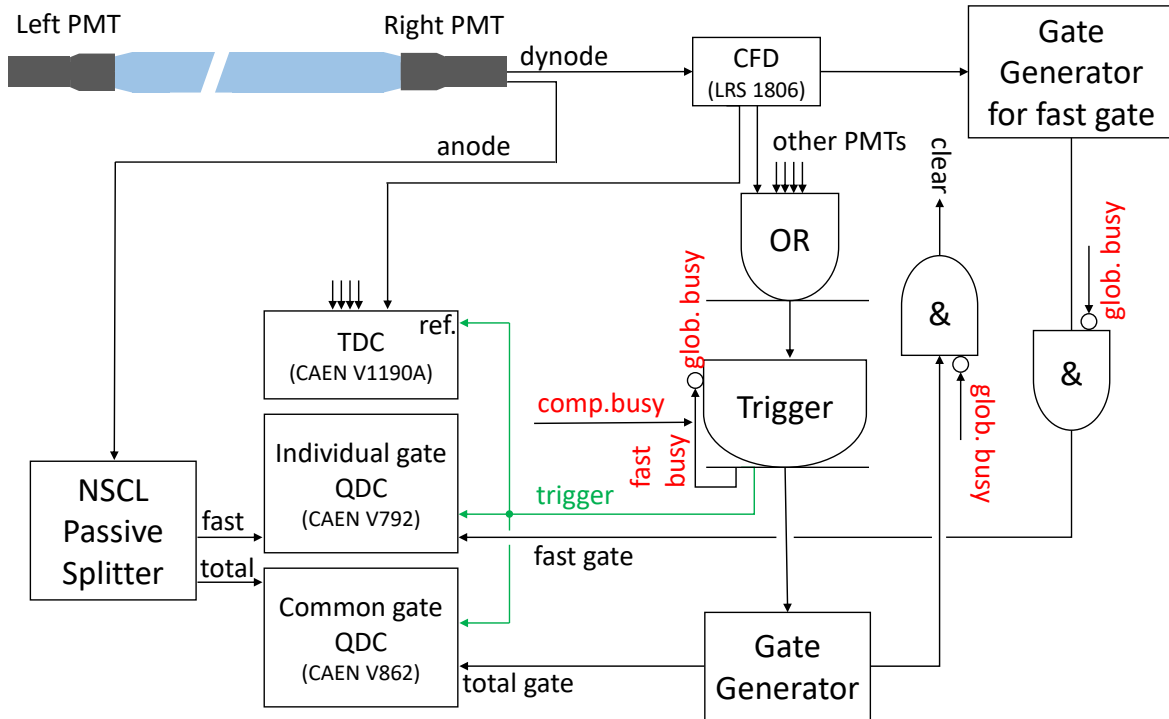 Left PMT
Right PMT
dynode
anode
CFD
(LRS 1806)
Gate
Generator
for fast gate
other PMTs
clear
OR
glob. busy
glob. busy
&
&
glob. busy
ref.
TDC
(CAEN V1190A)
comp.busy
Trigger
fast
busy
Individual gate
QDC
(CAEN V792)
trigger
NSCL
Passive
Splitter
fast
total
fast gate
Common gate
QDC
(CAEN V862)
total gate
Gate
Generator